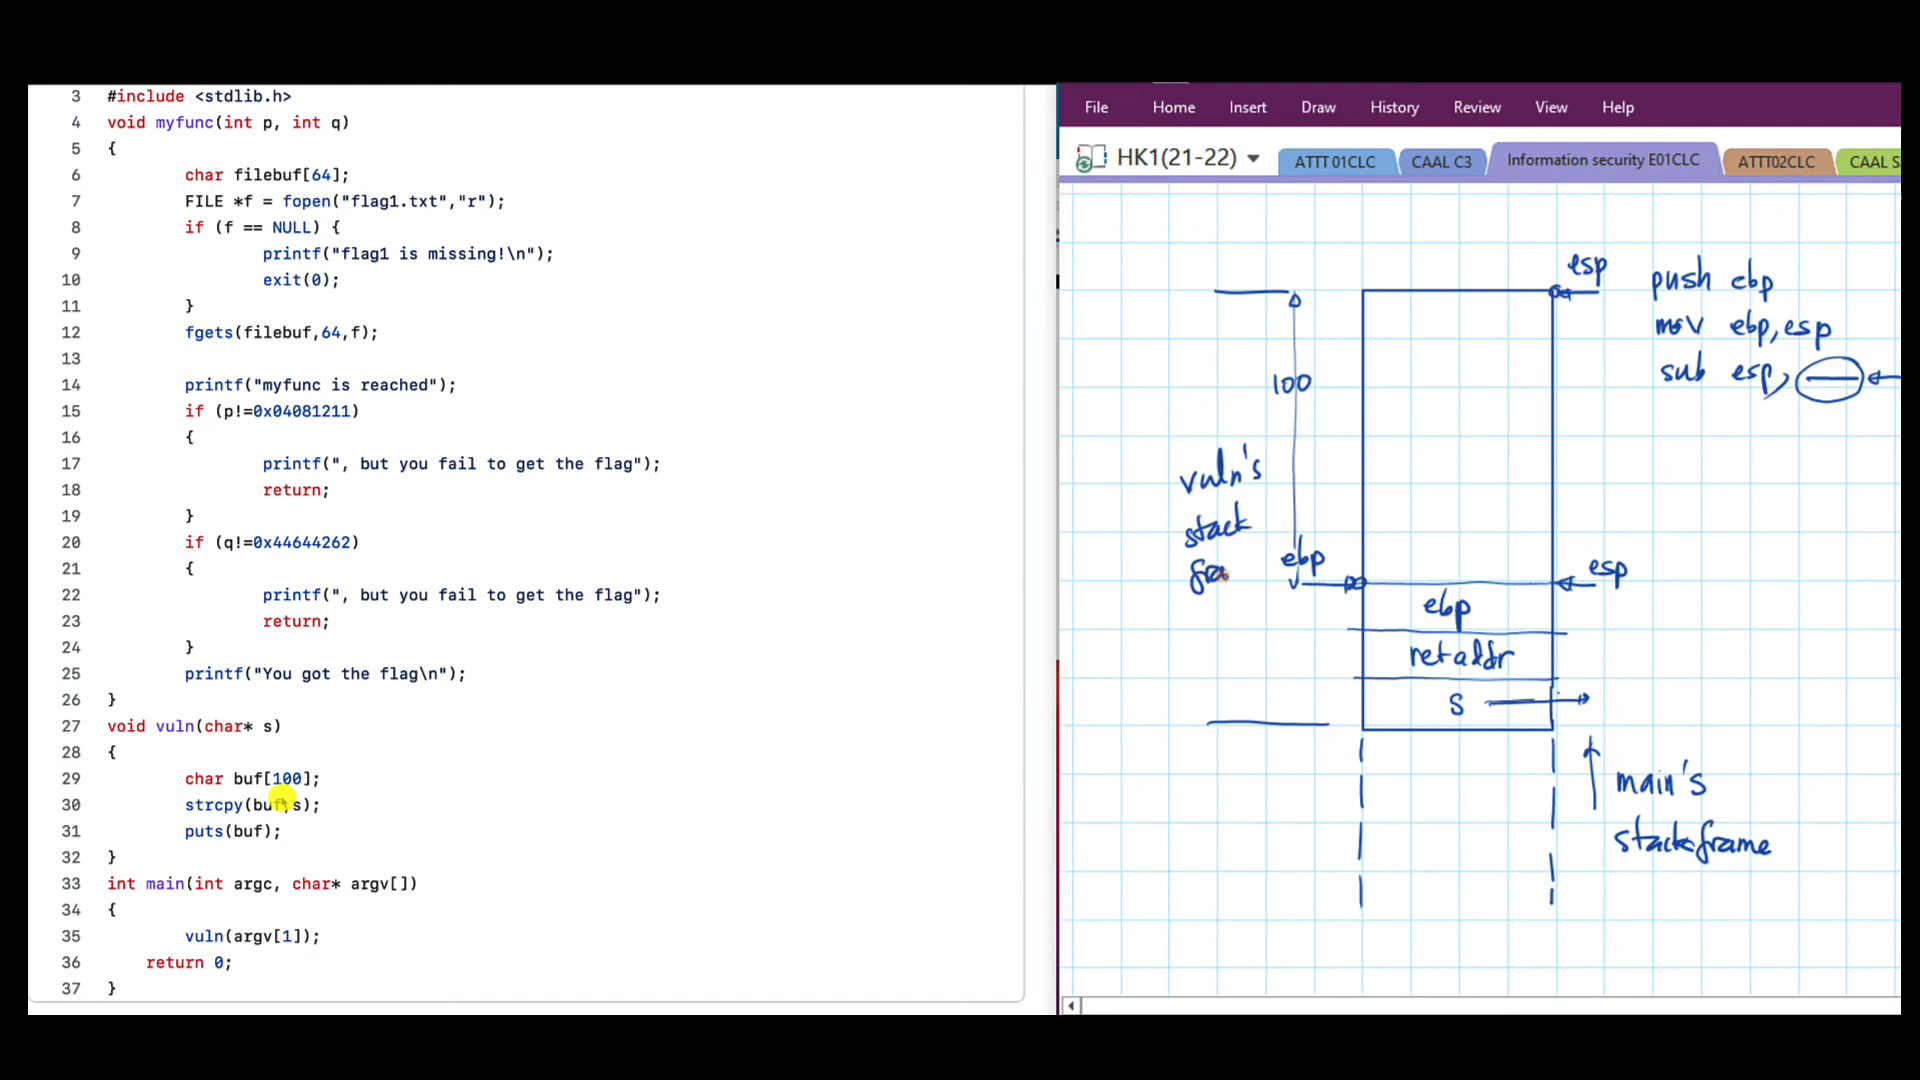 3 #include <stdlib.h>
4 void myfunc(int p, int q)
5 {
6 char filebuf[64];
7 FILE *f = fopen("flag1.txt","r");
8 if (f == NULL) {
9 printf("flag1 is missing!\n");
10 exit(0);
11 }
12 fgets(filebuf,64,f);
13
14 printf("myfunc is reached");
15 if (p!=0x04081211)
16 {
17 printf(", but you fail to get the flag");
18 return;
19 }
20 if (q!=0x44644262)
21 {
22 printf(", but you fail to get the flag");
23 return;
24 }
25 printf("You got the flag\n");
26 }
27 void vuln(char* s)
28 {
29 char buf[100];
30 strcpy(buf,s);
31 puts(buf);
32 }
33 int main(int argc, char* argv[])
34 {
35 vuln(argv[1]);
36 return 0;
37 }
File Home Insert Draw History Review View Help
HK1(21-22) ATTT 01CLC CAAL C3 Information security E01CLC ATTT02CLC CAAL S
esp
push ebp
mov ebp,esp
sub esp,
100
vuln's
stack
fra
ebp
esp
ebp
ret addr
s
main's
stackframe